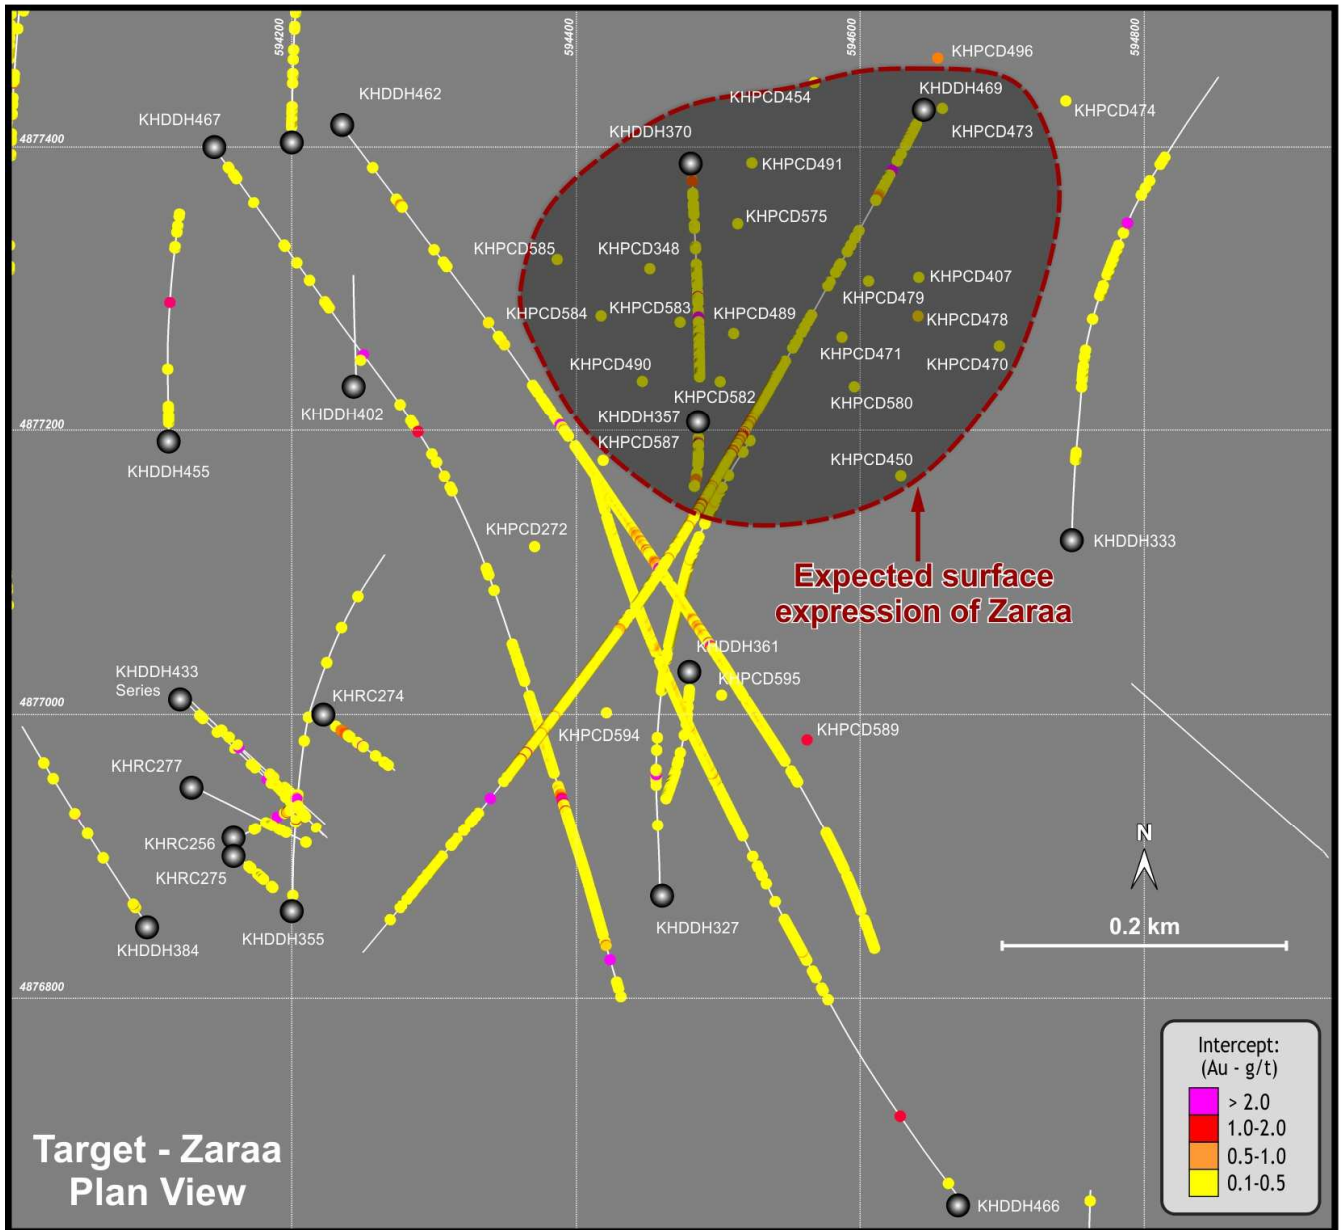 594200
594400
594600
594800
KHPCD496
KHDDH462
KHDDH469
KHPCD454
KHPCD474
KHDDH467
KHDDH370
KHPCD473
4877400
KHPCD491
KHPCD575
KHPCD585
KHPCD348
KHPCD407
KHPCD479
KHPCD584
KHPCD583
KHPCD489
KHPCD478
KHPCD471
KHPCD490
KHPCD470
KHPCD582
KHPCD580
KHDDH402
KHDDH357
4877200
KHPCD587
KHPCD450
KHDDH455
KHPCD272
KHDDH333
Expected surface
expression of Zaraa
KHDDH361
KHDDH433
Series
KHPCD595
KHRC274
4877000
KHPCD594
KHPCD589
KHRC277
N
KHRC256
KHRC275
0.2 km
KHDDH327
KHDDH355
KHDDH384
4876800
Intercept:
(Au - g/t)
> 2.0
1.0-2.0
0.5-1.0
0.1-0.5
Target - Zaraa
Plan View
KHDDH466